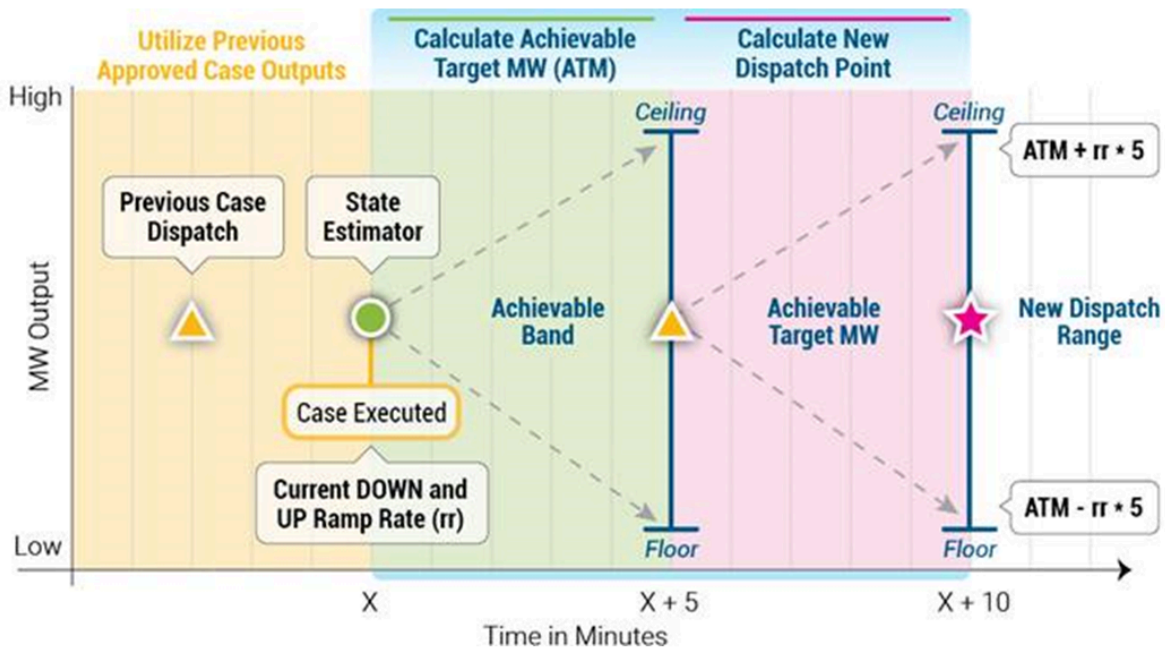 Utilize Previous
Approved Case Outputs
Calculate Achievable
Target MW (ATM)
Calculate New
Dispatch Point
High
Ceiling
Ceiling
ATM + rr * 5
Previous Case
Dispatch
State
Estimator
MW Output
Achievable
Band
Achievable
Target MW
New Dispatch
Range
Case Executed
Current DOWN and
UP Ramp Rate (rr)
ATM - rr * 5
Low
Floor
Floor
X
X + 5
X + 10
Time in Minutes